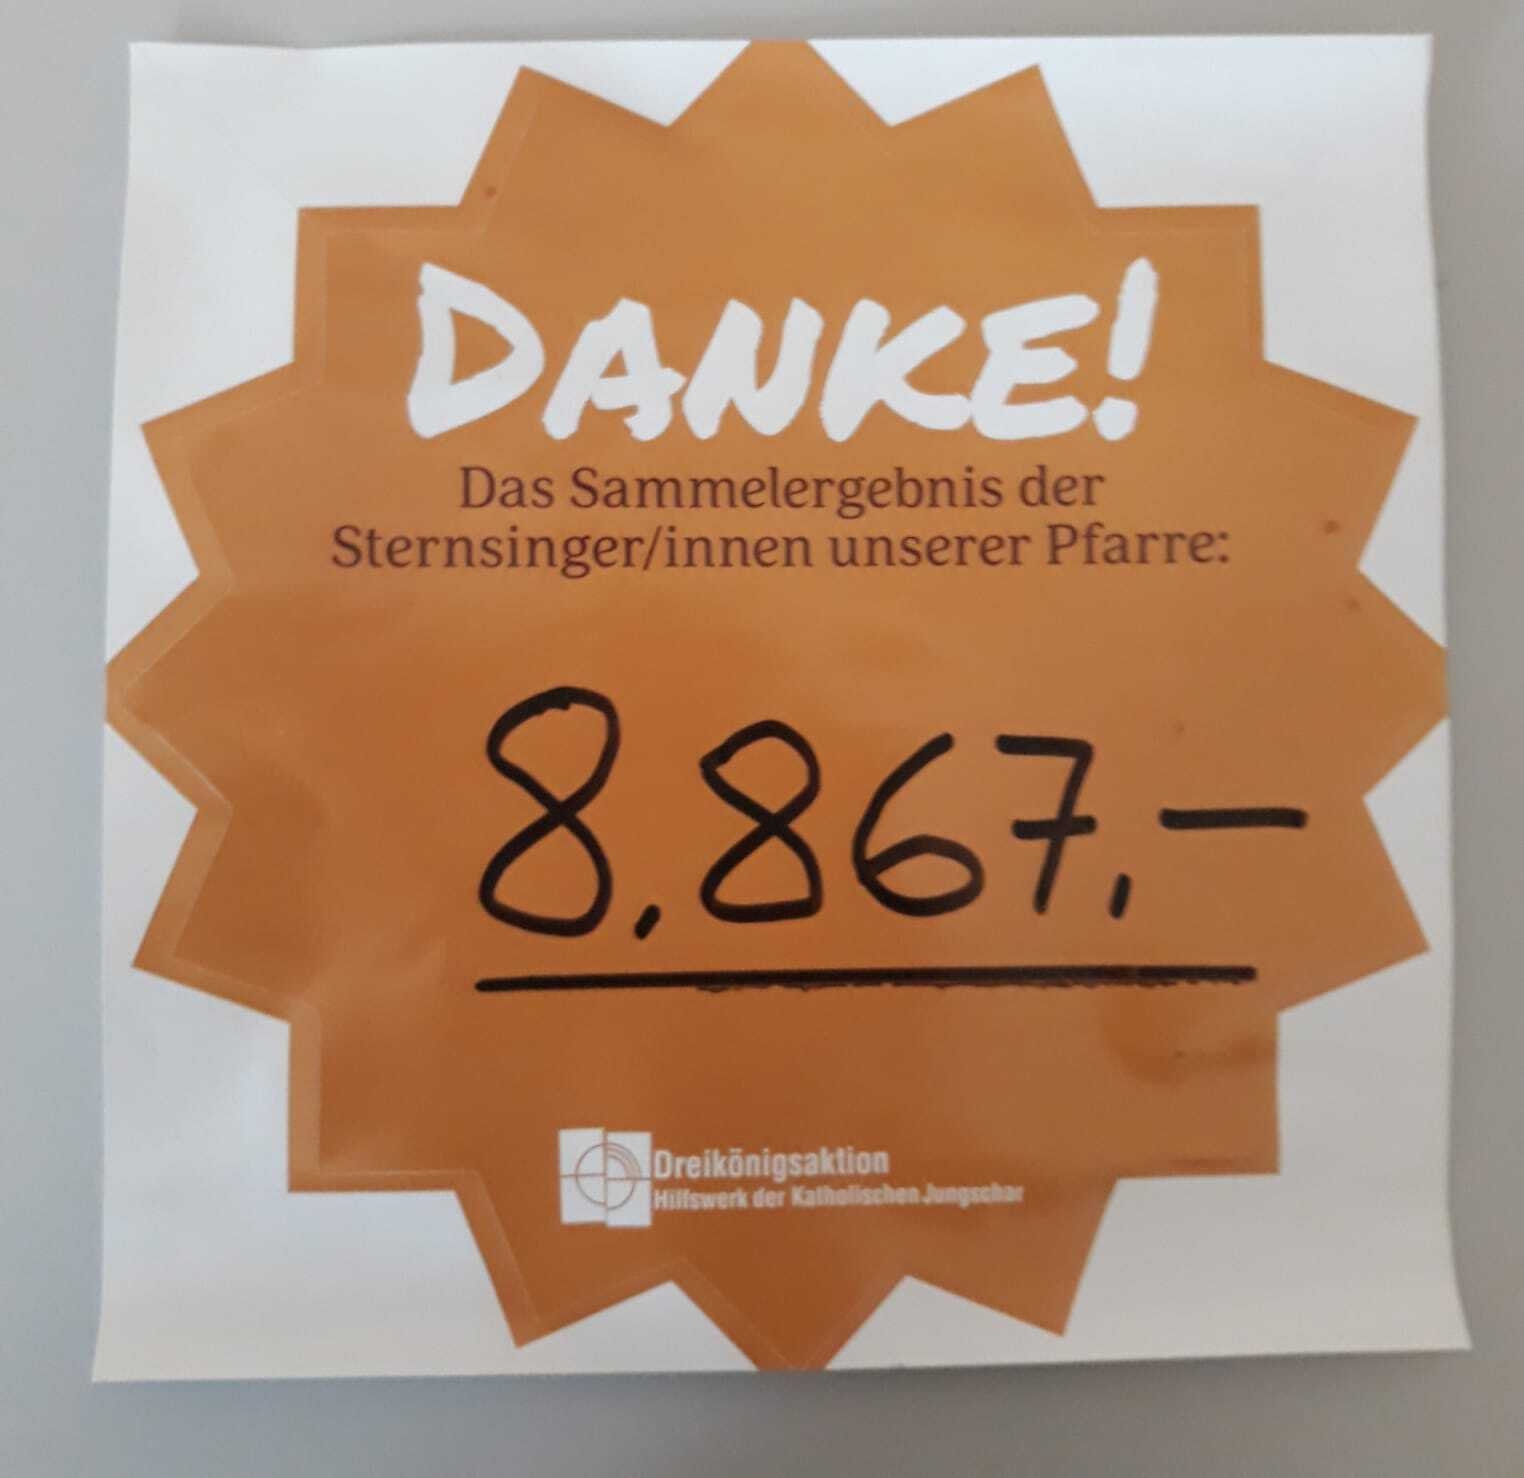 DANKE!
Das Sammelergebnis der
Sternsinger/innen unserer Pfarre:
8.867,-
Dreikönigsaktion
Hilfswerk der Katholischen Jungschar